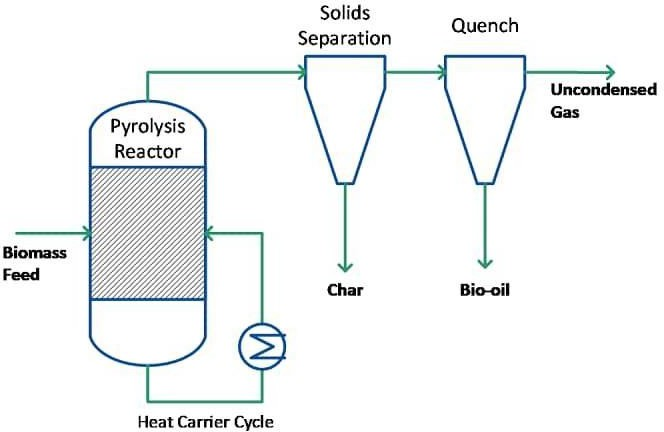 Solids
Separation
Quench
Uncondensed
Gas
Pyrolysis
Reactor
Biomass
Feed
Char
Bio-oil
Heat Carrier Cycle